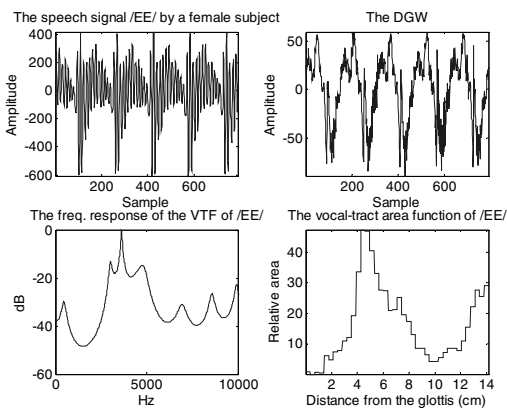 The speech signal /EE/ by a female subject
400
200
0
-200
-400
-600
Amplitude
200 400 600
Sample
The DGW
50
0
-50
Amplitude
200 400 600
Sample
The freq. response of the VTF of /EE/
0
-20
-40
-60
dB
0 5000 10000
Hz
The vocal-tract area function of /EE/
40
30
20
10
Relative area
2 4 6 8 10 12 14
Distance from the glottis (cm)